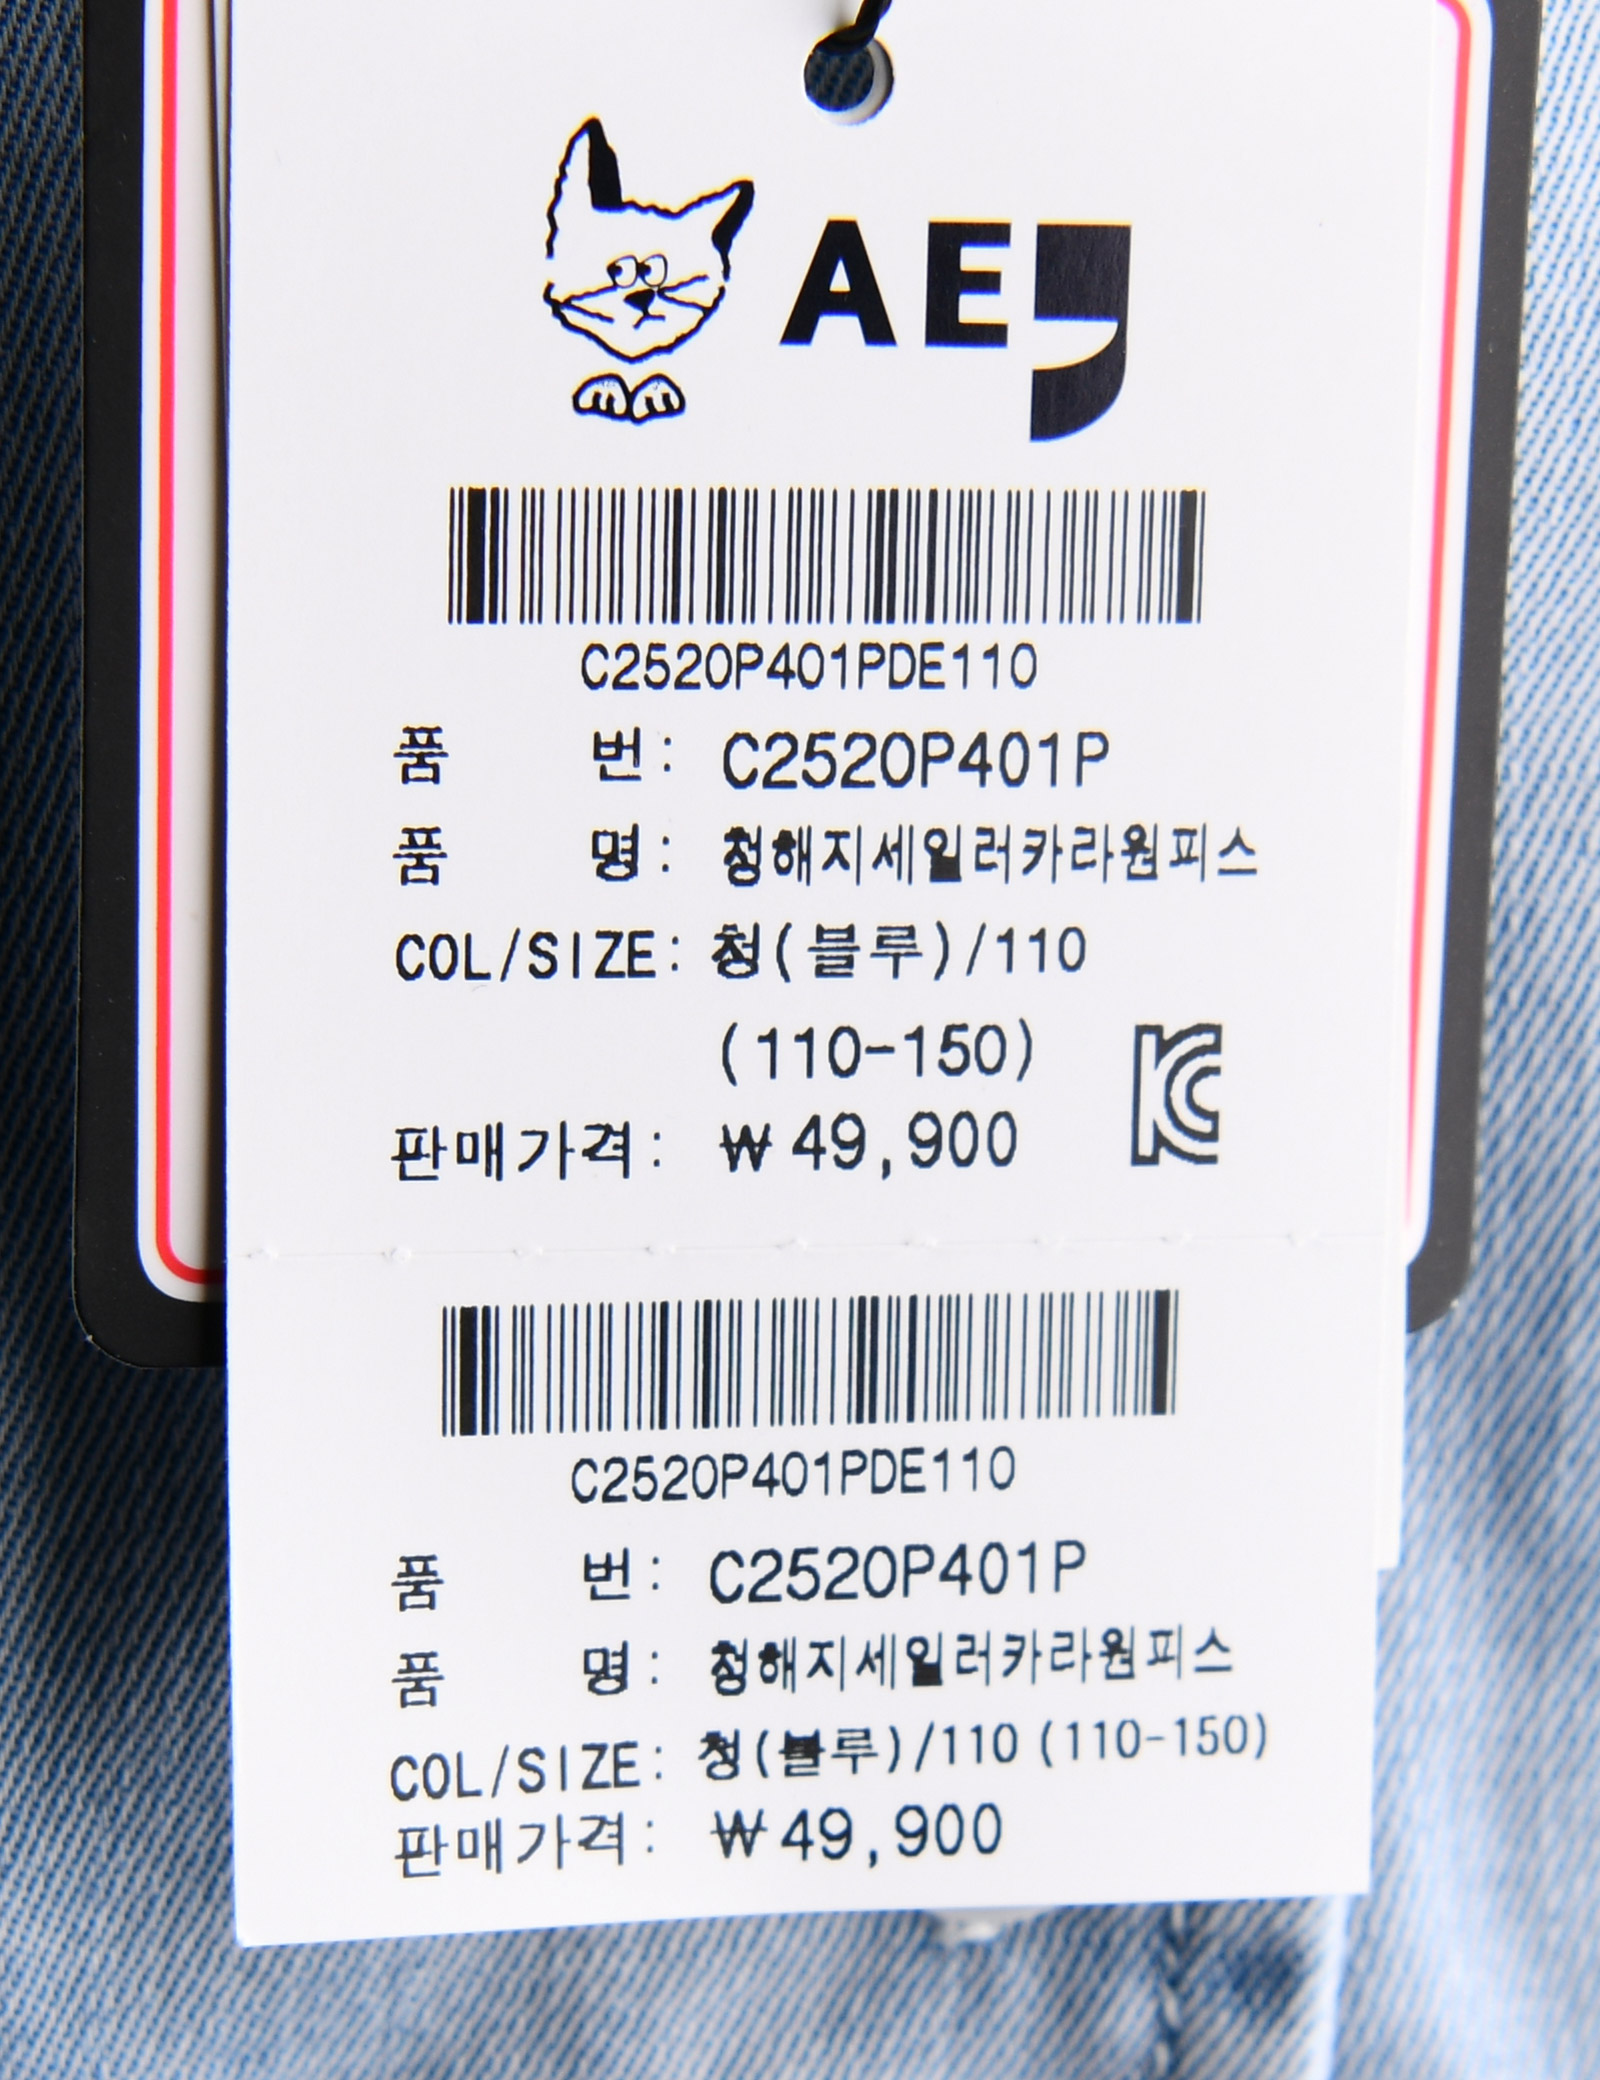 AE
C2520P401PDE110
품 번: C2520P401P
품 명: 청해지세일러카라원피스
COL/SIZE: 청(블루)/110
(110-150)
판매가격: ₩49,900
C2520P401PDE110
품 번: C2520P401P
품 명: 청해지세일러카라원피스
COL/SIZE: 청(블루)/110 (110-150)
판매가격: ₩49,900